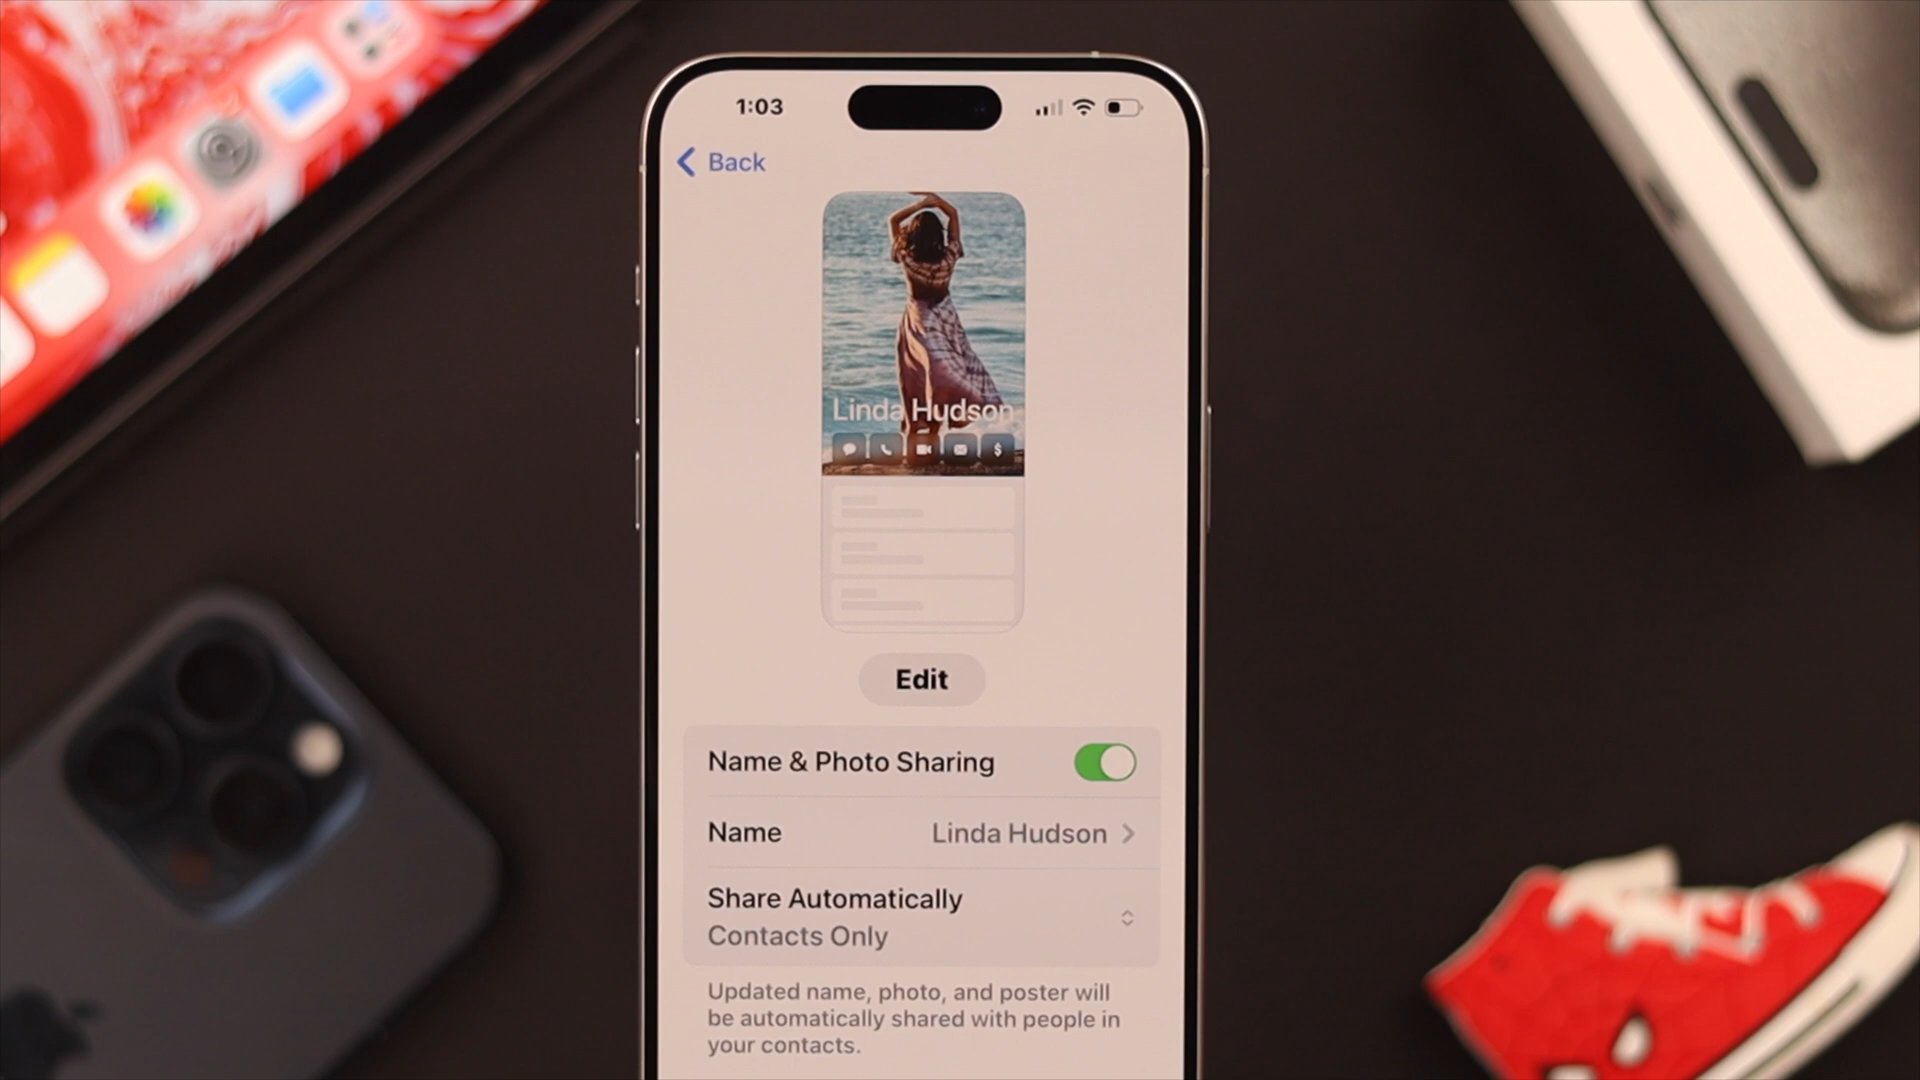 1:03
Back
Linda Hudson
$
Edit
Name & Photo Sharing
Name
Linda Hudson
Share Automatically
Contacts Only
Updated name, photo, and poster will
be automatically shared with people in
your contacts.